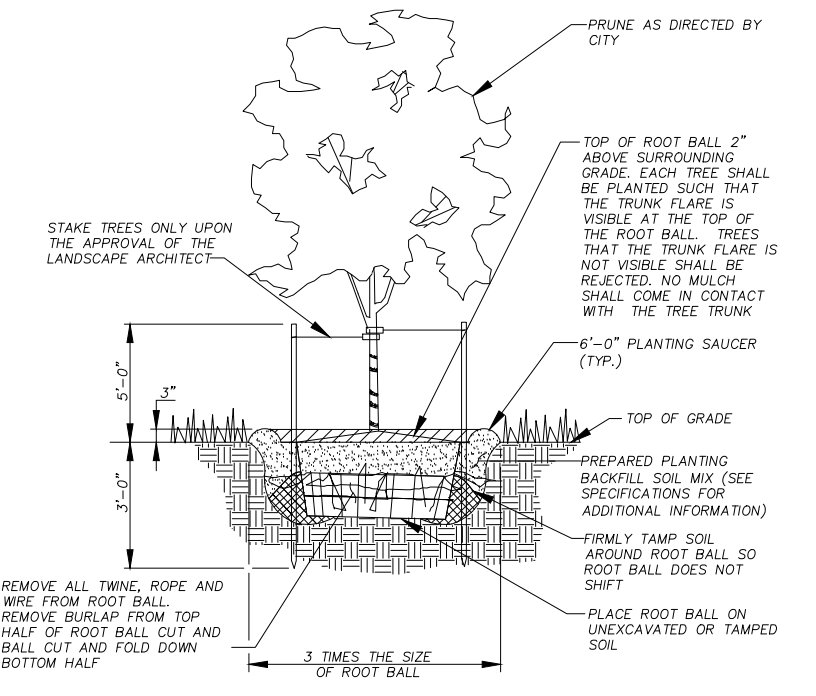 PRUNE AS DIRECTED BY
CITY
TOP OF ROOT BALL 2"
ABOVE SURROUNDING
GRADE. EACH TREE SHALL
BE PLANTED SUCH THAT
THE TRUNK FLARE IS
VISIBLE AT THE TOP OF
THE ROOT BALL. TREES
THAT THE TRUNK FLARE IS
NOT VISIBLE SHALL BE
REJECTED. NO MULCH
SHALL COME IN CONTACT
WITH THE TREE TRUNK
STAKE TREES ONLY UPON
THE APPROVAL OF THE
LANDSCAPE ARCHITECT
6'-0" PLANTING SAUCER
(TYP.)
5'-0"
3"
TOP OF GRADE
3'-0"
PREPARED PLANTING
BACKFILL SOIL MIX (SEE
SPECIFICATIONS FOR
ADDITIONAL INFORMATION)
FIRMLY TAMP SOIL
AROUND ROOT BALL SO
ROOT BALL DOES NOT
SHIFT
REMOVE ALL TWINE, ROPE AND
WIRE FROM ROOT BALL.
REMOVE BURLAP FROM TOP
HALF OF ROOT BALL CUT AND
BALL CUT AND FOLD DOWN
BOTTOM HALF
PLACE ROOT BALL ON
UNEXCAVATED OR TAMPED
SOIL
3 TIMES THE SIZE
OF ROOT BALL